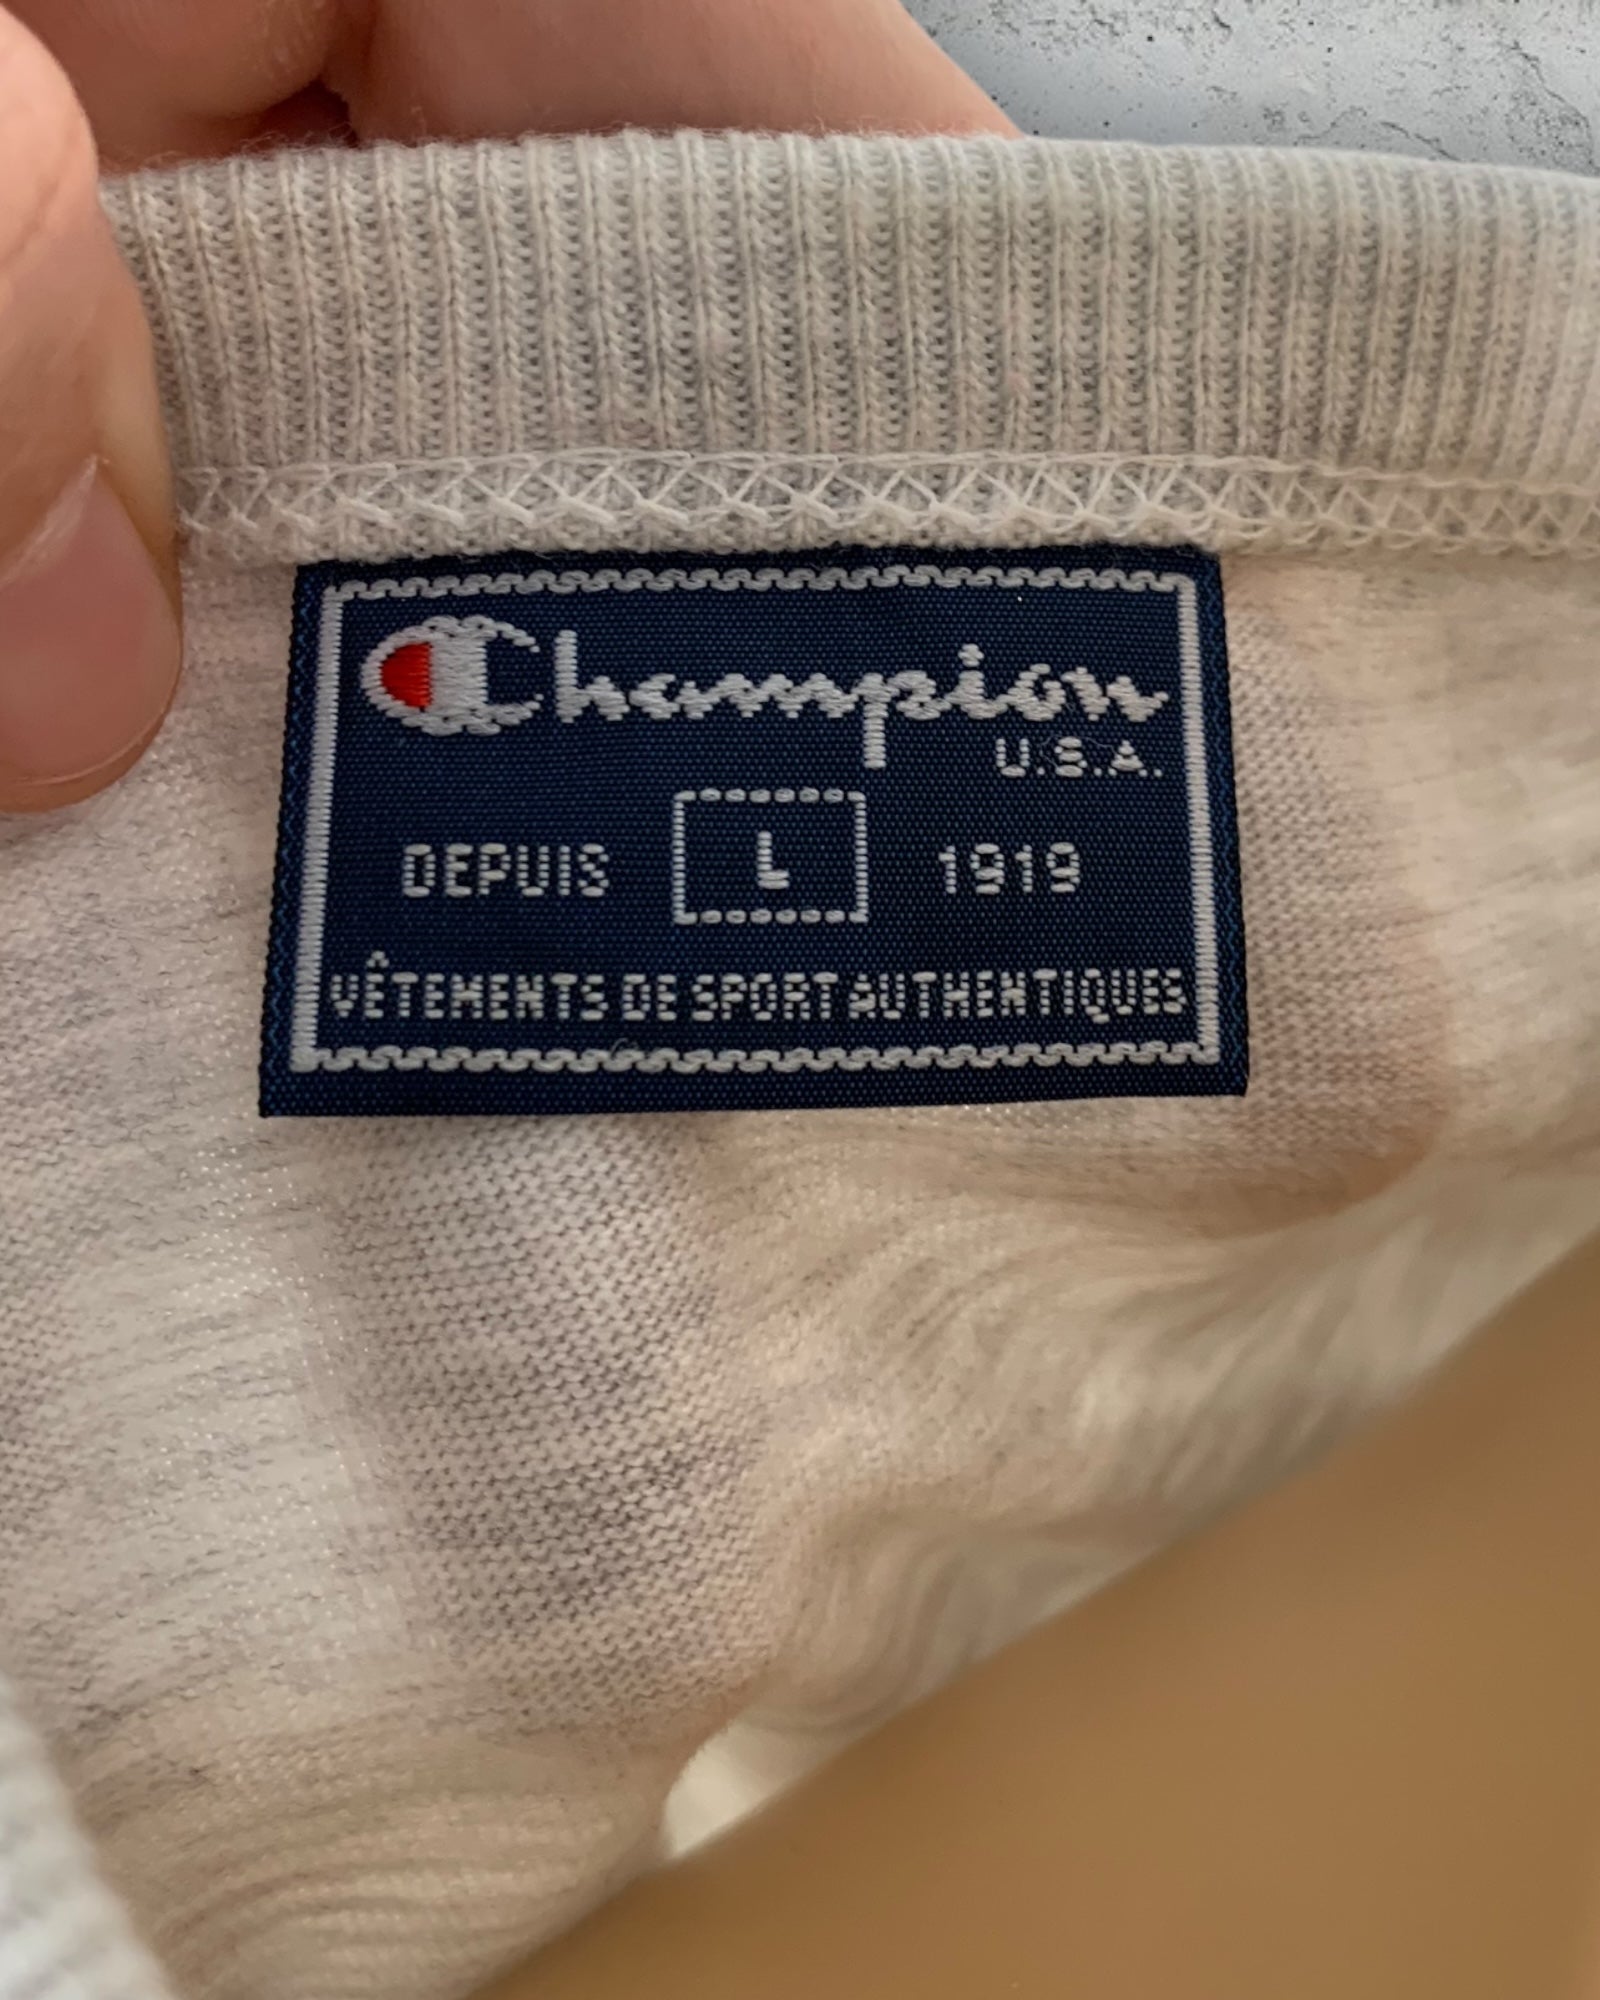 Champion
U.S.A.
DEPUIS L 1919
VÊTEMENTS DE SPORT AUTHENTIQUES